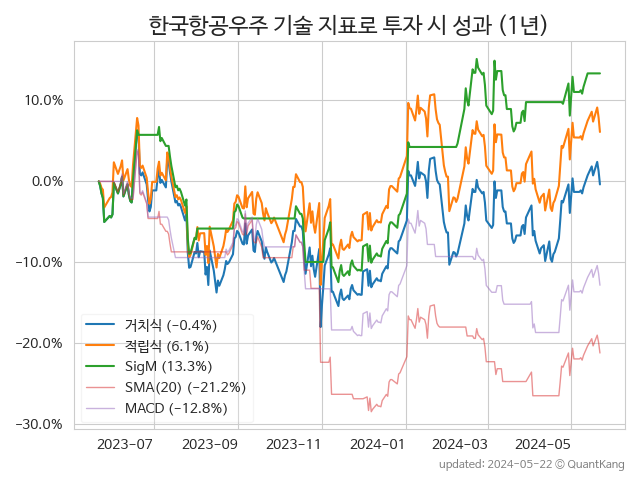 한국항공우주 기술 지표로 투자 시 성과 (1년)
10.0%
0.0%
−10.0%
−20.0%
−30.0%
거치식 (−0.4%)
적립식 (6.1%)
SigM (13.3%)
SMA(20) (−21.2%)
MACD (−12.8%)
2023-07 2023-09 2023-11 2024-01 2024-03 2024-05
updated: 2024-05-22 © QuantKang